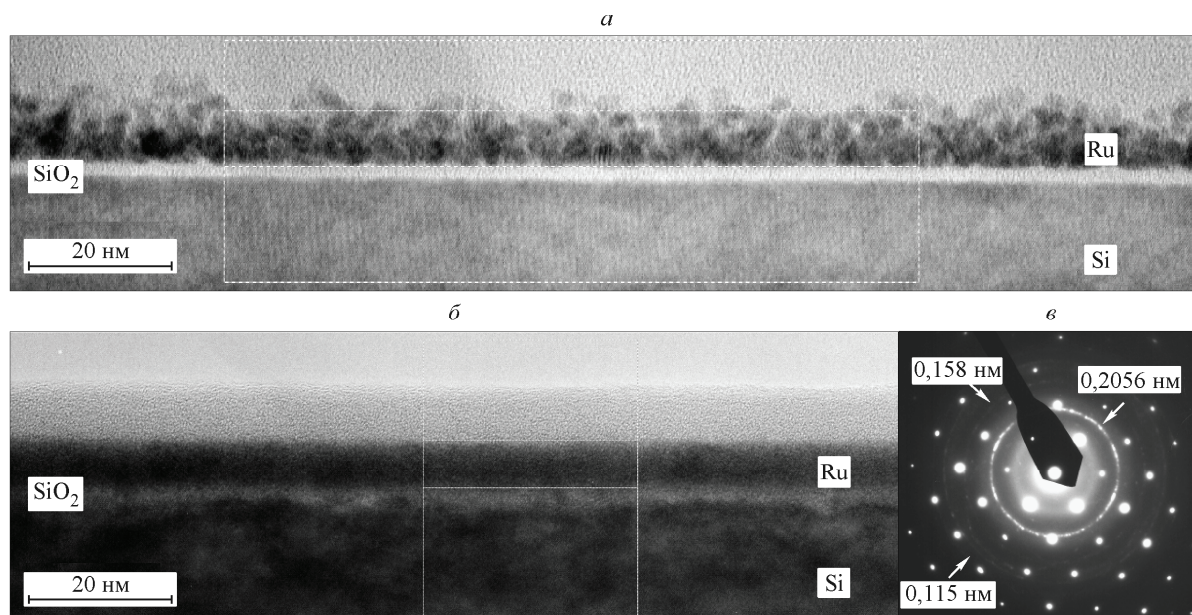 а
Ru
SiO2
20 нм
Si
б
в
0,158 нм
0,2056 нм
Ru
SiO2
20 нм
Si
0,115 нм